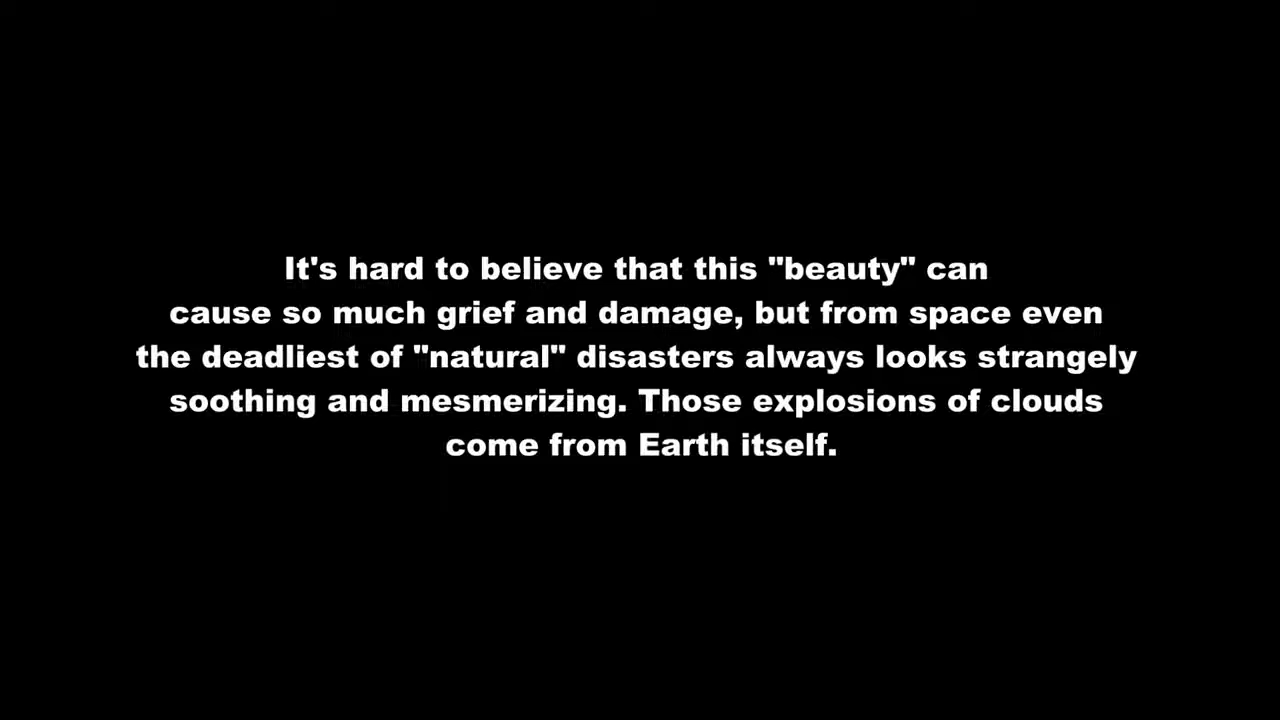 It's hard to believe that this "beauty" can
cause so much grief and damage, but from space even
the deadliest of "natural" disasters always looks strangely
soothing and mesmerizing. Those explosions of clouds
come from Earth itself.